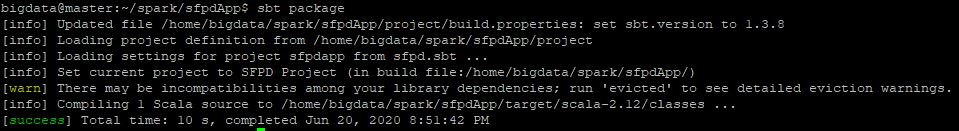 bigdata@master:~/spark/sfpdApp$ sbt package
[info] Updated file /home/bigdata/spark/sfpdApp/project/build.properties: set sbt.version to 1.3.8
[info] Loading project definition from /home/bigdata/spark/sfpdApp/project
[info] Loading settings for project sfpdapp from sfpd.sbt ...
[info] Set current project to SFPD Project (in build file:/home/bigdata/spark/sfpdApp/)
[warn] There may be incompatibilities among your library dependencies; run 'evicted' to see detailed eviction warnings.
[info] Compiling 1 Scala source to /home/bigdata/spark/sfpdApp/target/scala-2.12/classes ...
[success] Total time: 10 s, completed Jun 20, 2020 8:51:42 PM